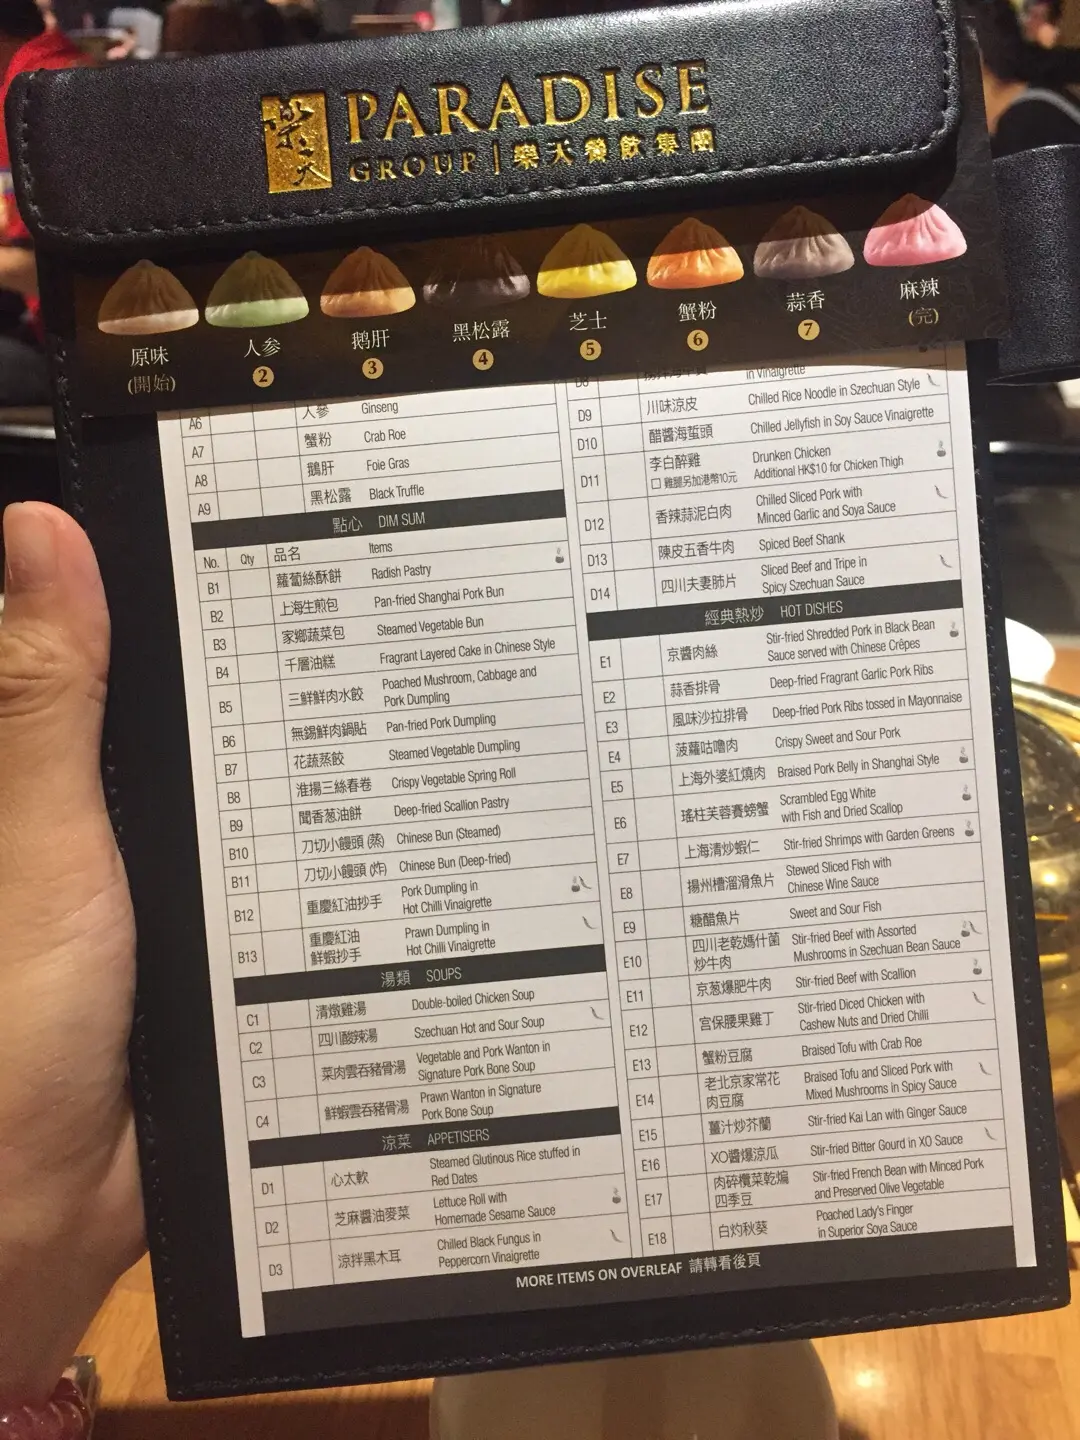 樂天
PARADISE
GROUP | 樂天餐飲集團
原味 人参 鹅肝 黑松露 芝士 蟹粉 蒜香 麻辣
(開始) 2 3 4 5 6 7 (完)
A6 人參 Ginseng
A7 蟹粉 Crab Roe
A8 鵝肝 Foie Gras
A9 黑松露 Black Truffle
點心 DIM SUM
No. Qty 品名 Items
B1 蘿蔔絲酥餅 Radish Pastry
B2 上海生煎包 Pan-fried Shanghai Pork Bun
B3 家鄉蔬菜包 Steamed Vegetable Bun
B4 千層油糕 Fragrant Layered Cake in Chinese Style
B5 三鮮鮮肉水餃 Poached Mushroom, Cabbage and
Pork Dumpling
B6 無錫鮮肉鍋貼 Pan-fried Pork Dumpling
B7 花蔬蒸餃 Steamed Vegetable Dumpling
B8 淮揚三絲春卷 Crispy Vegetable Spring Roll
B9 聞香葱油餅 Deep-fried Scallion Pastry
B10 刀切小饅頭 (蒸) Chinese Bun (Steamed)
B11 刀切小饅頭 (炸) Chinese Bun (Deep-fried)
B12 重慶紅油抄手 Pork Dumpling in
Hot Chilli Vinaigrette
B13 重慶紅油 Prawn Dumpling in
鮮蝦抄手 Hot Chilli Vinaigrette
湯類 SOUPS
C1 清燉雞湯 Double-boiled Chicken Soup
C2 四川酸辣湯 Szechuan Hot and Sour Soup
C3 菜肉雲吞豬骨湯 Vegetable and Pork Wanton in
Signature Pork Bone Soup
C4 鮮蝦雲吞豬骨湯 Prawn Wanton in Signature
Pork Bone Soup
涼菜 APPETISERS
D1 心太軟 Steamed Glutinous Rice stuffed in
Red Dates
D2 芝麻醬油麥菜 Lettuce Roll with
Homemade Sesame Sauce
D3 涼拌黑木耳 Chilled Black Fungus in
Peppercorn Vinaigrette
D8 in Vinaigrette
D9 川味涼皮 Chilled Rice Noodle in Szechuan Style
D10 醋醬海蜇頭 Chilled Jellyfish in Soy Sauce Vinaigrette
D11 李白醉雞 Drunken Chicken
□ 雞腿另加港幣10元 Additional HK$10 for Chicken Thigh
D12 香辣蒜泥白肉 Chilled Sliced Pork with
Minced Garlic and Soya Sauce
D13 陳皮五香牛肉 Spiced Beef Shank
D14 四川夫妻肺片 Sliced Beef and Tripe in
Spicy Szechuan Sauce
經典熱炒 HOT DISHES
E1 京醬肉絲 Stir-fried Shredded Pork in Black Bean
Sauce served with Chinese Crêpes
E2 蒜香排骨 Deep-fried Fragrant Garlic Pork Ribs
E3 風味沙拉排骨 Deep-fried Pork Ribs tossed in Mayonnaise
E4 菠蘿咕嚕肉 Crispy Sweet and Sour Pork
E5 上海外婆紅燒肉 Braised Pork Belly in Shanghai Style
E6 瑤柱芙蓉賽螃蟹 Scrambled Egg White
with Fish and Dried Scallop
E7 上海清炒蝦仁 Stir-fried Shrimps with Garden Greens
E8 揚州槽溜滑魚片 Stewed Sliced Fish with
Chinese Wine Sauce
E9 糖醋魚片 Sweet and Sour Fish
E10 四川老乾媽什菌 Stir-fried Beef with Assorted
炒牛肉 Mushrooms in Szechuan Bean Sauce
E11 京葱爆肥牛肉 Stir-fried Beef with Scallion
E12 宮保腰果雞丁 Stir-fried Diced Chicken with
Cashew Nuts and Dried Chilli
E13 蟹粉豆腐 Braised Tofu with Crab Roe
E14 老北京家常花 Braised Tofu and Sliced Pork with
肉豆腐 Mixed Mushrooms in Spicy Sauce
E15 薑汁炒芥蘭 Stir-fried Kai Lan with Ginger Sauce
E16 XO醬爆涼瓜 Stir-fried Bitter Gourd in XO Sauce
E17 肉碎欖菜乾煸 Stir-fried French Bean with Minced Pork
四季豆 and Preserved Olive Vegetable
E18 白灼秋葵 Poached Lady's Finger
in Superior Soya Sauce
MORE ITEMS ON OVERLEAF 請轉看後頁